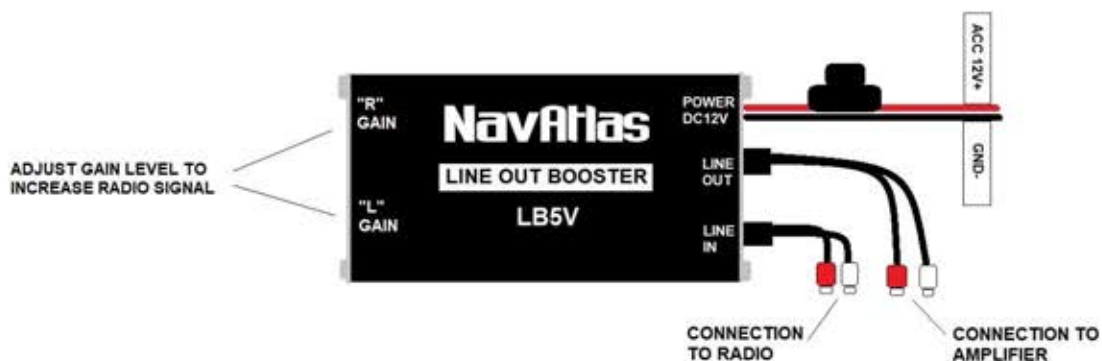 ADJUST GAIN LEVEL TO
INCREASE RADIO SIGNAL
"R"
GAIN
"L"
GAIN
NavAtlas
LINE OUT BOOSTER
LB5V
POWER
DC12V
LINE
OUT
LINE
IN
ACC 12V+
GND-
CONNECTION
TO RADIO
CONNECTION TO
AMPLIFIER